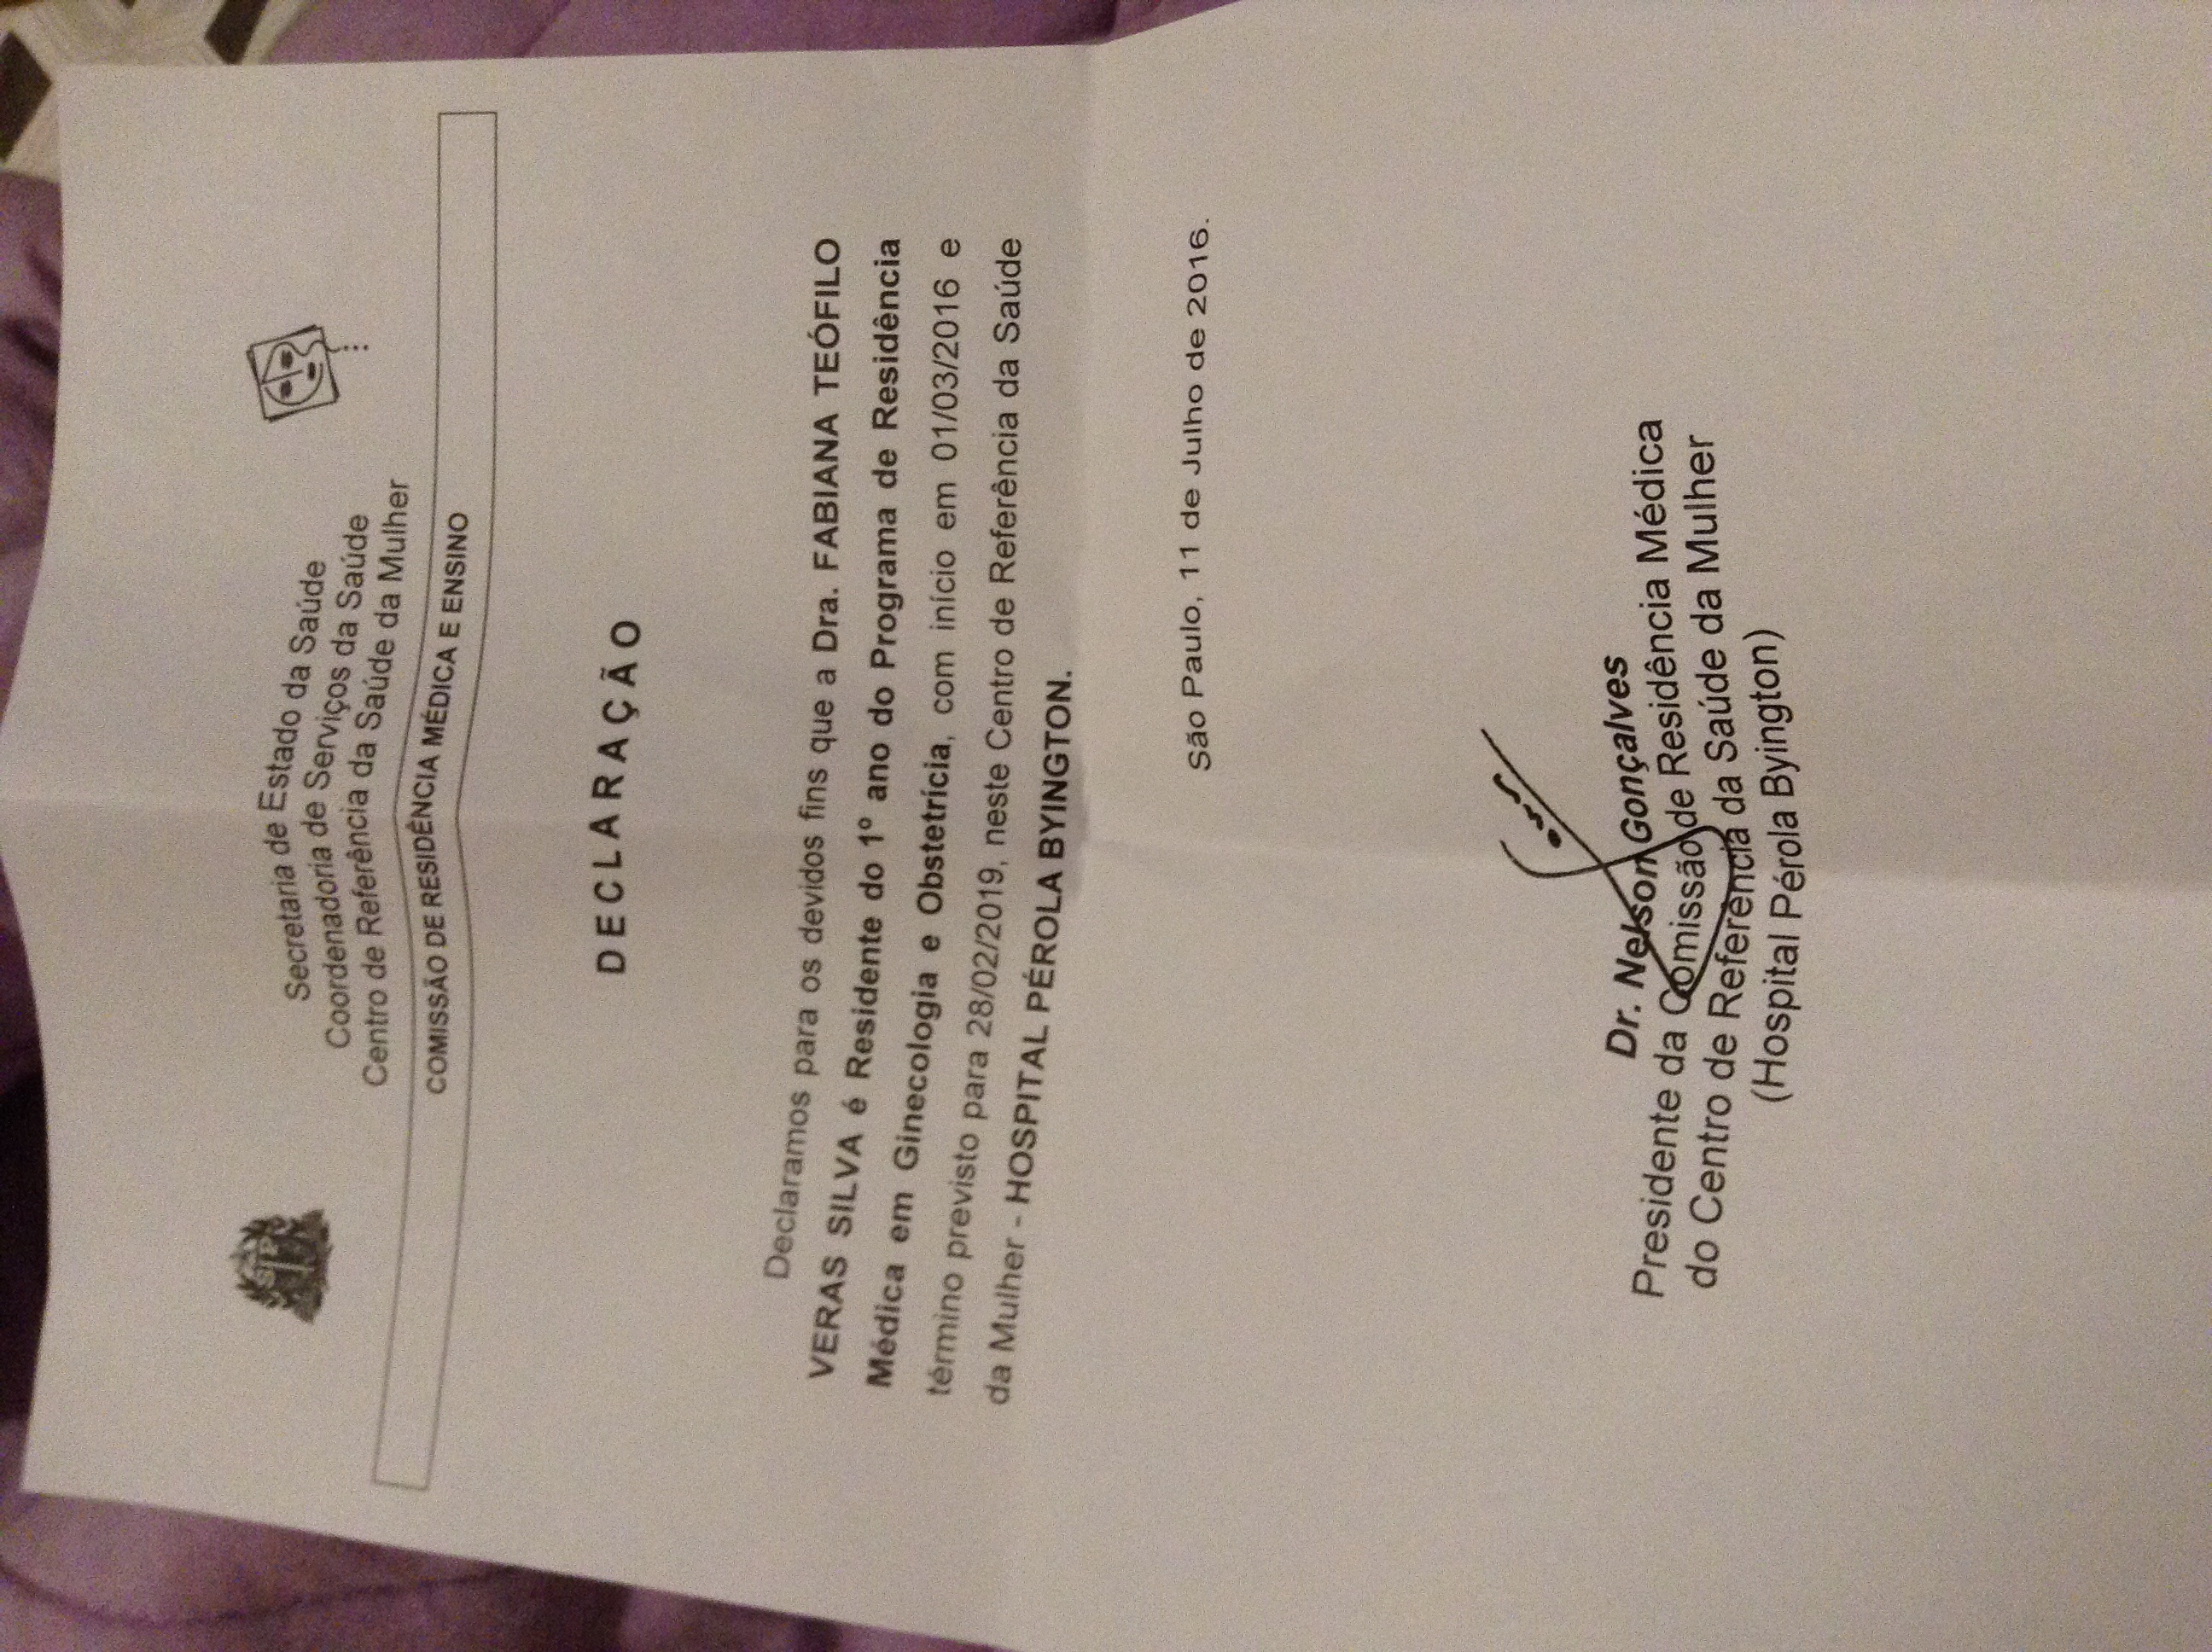 Secretaria de Estado da Saúde
Coordenadoria de Serviços da Saúde
Centro de Referência da Saúde da Mulher
COMISSÃO DE RESIDÊNCIA MÉDICA E ENSINO
DECLARAÇÃO
Declaramos para os devidos fins que a Dra. FABIANA TEÓFILO
VERAS SILVA é Residente do 1º ano do Programa de Residência
Médica em Ginecologia e Obstetrícia, com início em 01/03/2016 e
término previsto para 28/02/2019, neste Centro de Referência da Saúde
da Mulher - HOSPITAL PÉROLA BYINGTON.
São Paulo, 11 de Julho de 2016.
Dr. Nelson Gonçalves
Presidente da Comissão de Residência Médica
do Centro de Referência da Saúde da Mulher
(Hospital Pérola Byington)